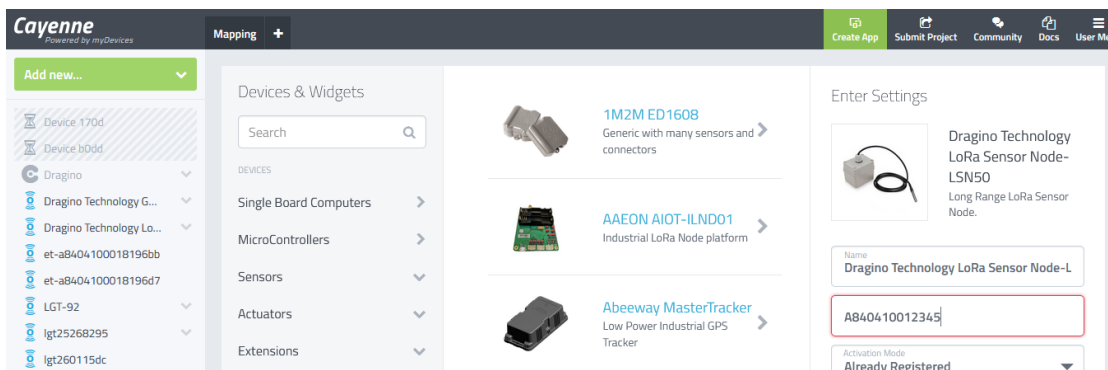 Cayenne
Powered by myDevices
Mapping +
Create App
Submit Project
Community
Docs
User Me
Add new...
Device 170d
Device b0dd
Dragino
Dragino Technology G...
Dragino Technology Lo...
et-a8404100018196bb
et-a8404100018196d7
LGT-92
lgt25268295
lgt260115dc
Devices & Widgets
Search
DEVICES
Single Board Computers
MicroControllers
Sensors
Actuators
Extensions
1M2M ED1608
Generic with many sensors and
connectors
AAEON AIOT-ILND01
Industrial LoRa Node platform
Abeeway MasterTracker
Low Power Industrial GPS
Tracker
Enter Settings
Dragino Technology
LoRa Sensor Node-
LSN50
Long Range LoRa Sensor
Node.
Name
Dragino Technology LoRa Sensor Node-L
A840410012345
Activation Mode
Already Registered